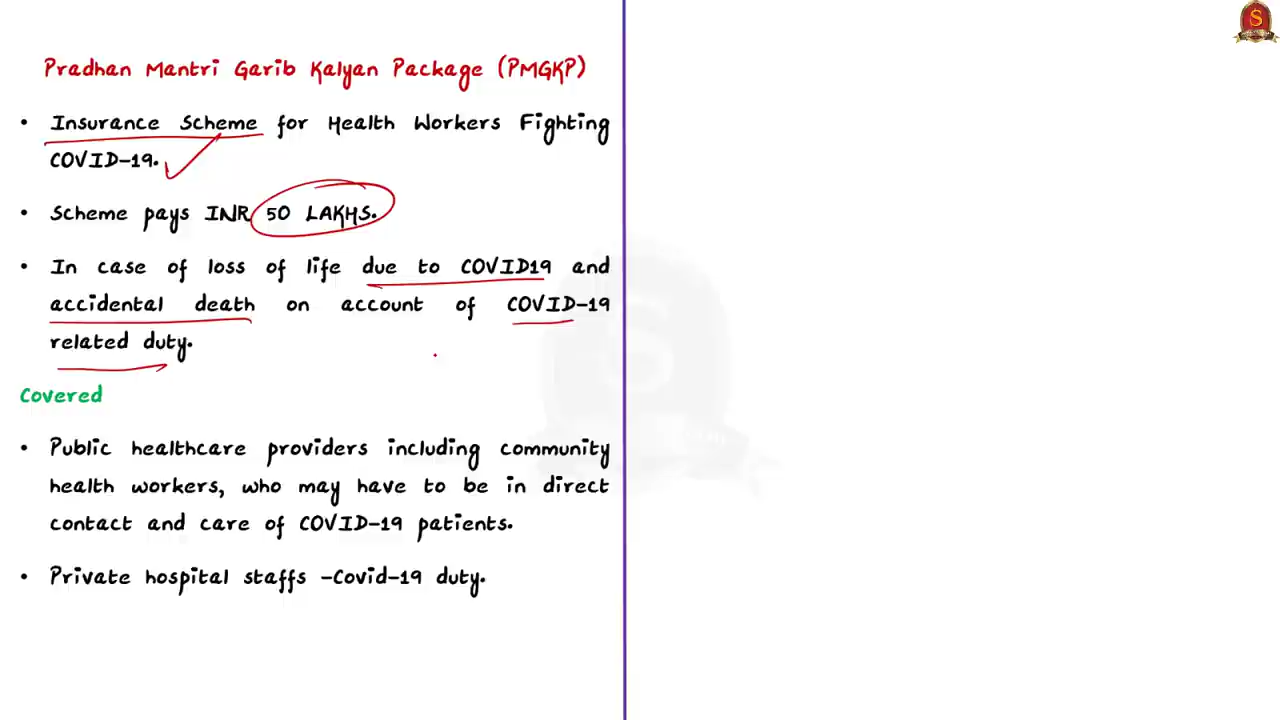 Pradhan Mantri Garib Kalyan Package (PMGKP)
• Insurance Scheme for Health Workers Fighting
COVID-19.
• Scheme pays INR 50 LAKHS.
• In case of loss of life due to COVID19 and
accidental death on account of COVID-19
related duty.
Covered
• Public healthcare providers including community
health workers, who may have to be in direct
contact and care of COVID-19 patients.
• Private hospital staffs -Covid-19 duty.